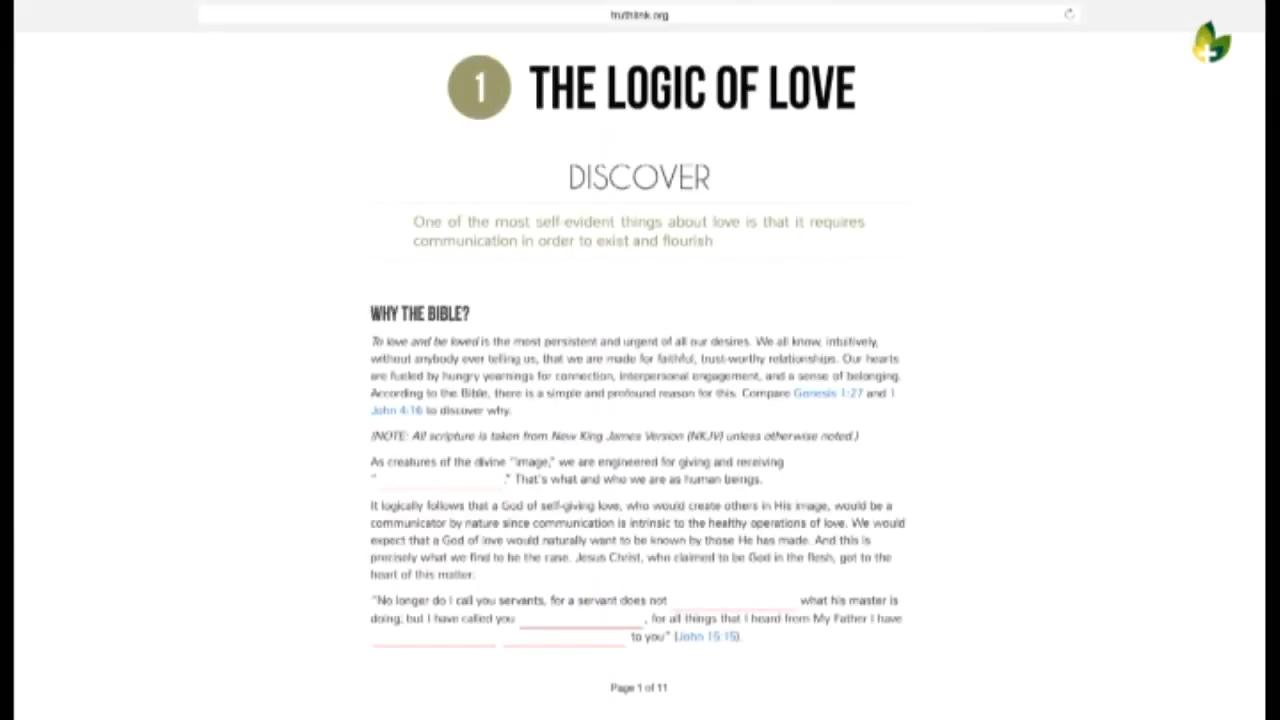 truthlink.org
1 THE LOGIC OF LOVE
DISCOVER
One of the most self-evident things about love is that it requires
communication in order to exist and flourish
WHY THE BIBLE?
To love and be loved is the most persistent and urgent of all our desires. We all know, intuitively,
without anybody ever telling us, that we are made for faithful, trust-worthy relationships. Our hearts
are fueled by hungry yearnings for connection, interpersonal engagement, and a sense of belonging.
According to the Bible, there is a simple and profound reason for this. Compare Genesis 1:27 and 1
John 4:16 to discover why.
(NOTE: All scripture is taken from New King James Version (NKJV) unless otherwise noted.)
As creatures of the divine "image," we are engineered for giving and receiving
"____________." That's what and who we are as human beings.
It logically follows that a God of self-giving love, who would create others in His image, would be a
communicator by nature since communication is intrinsic to the healthy operations of love. We would
expect that a God of love would naturally want to be known by those He has made. And this is
precisely what we find to be the case. Jesus Christ, who claimed to be God in the flesh, got to the
heart of this matter:
"No longer do I call you servants, for a servant does not ____________ what his master is
doing; but I have called you ____________, for all things that I heard from My Father I have
____________ ____________ to you" (John 15:15).
Page 1 of 11